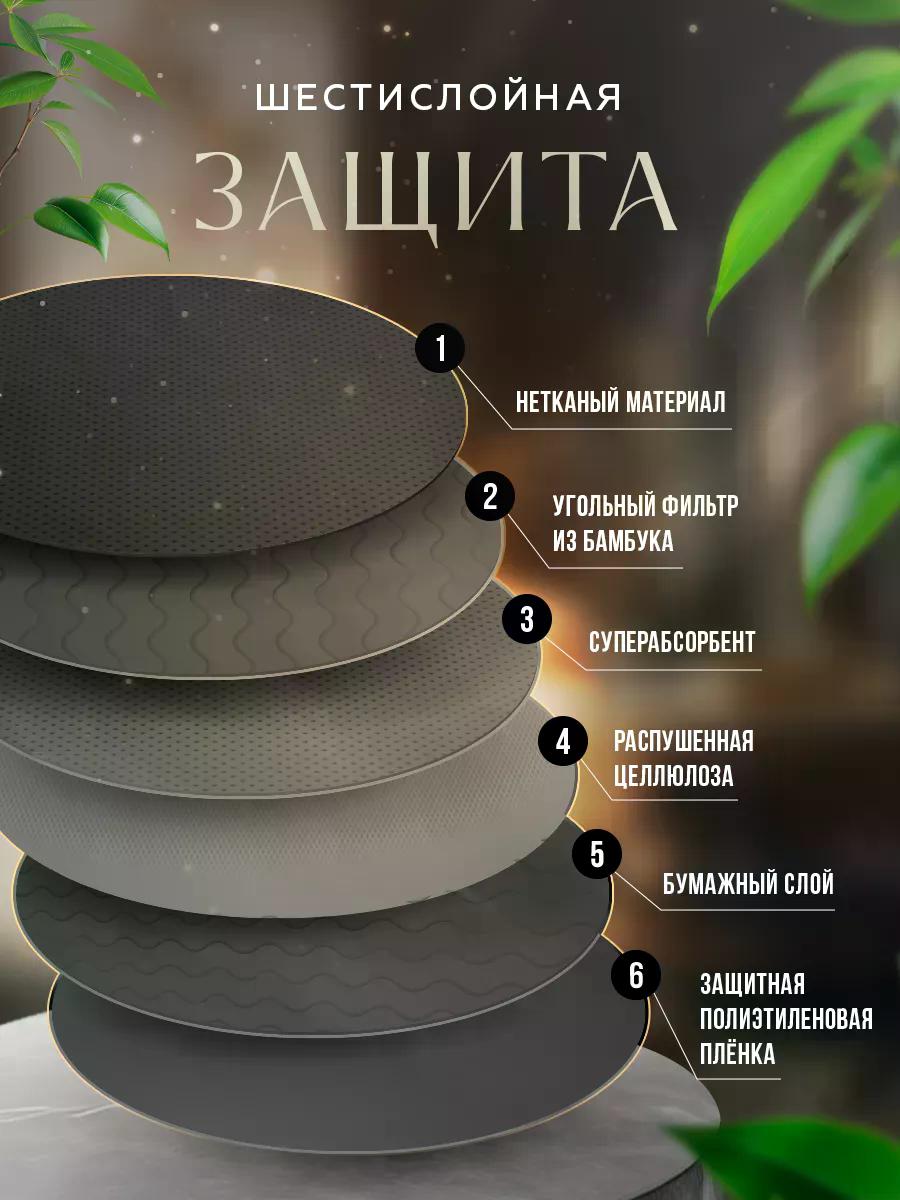 ШЕСТИСЛОЙНАЯ
ЗАЩИТА
1
НЕТКАНЫЙ МАТЕРИАЛ
2
УГОЛЬНЫЙ ФИЛЬТР
ИЗ БАМБУКА
3
СУПЕРАБСОРБЕНТ
4
РАСПУШЕННАЯ
ЦЕЛЛЮЛОЗА
5
БУМАЖНЫЙ СЛОЙ
6
ЗАЩИТНАЯ
ПОЛИЭТИЛЕНОВАЯ
ПЛЁНКА